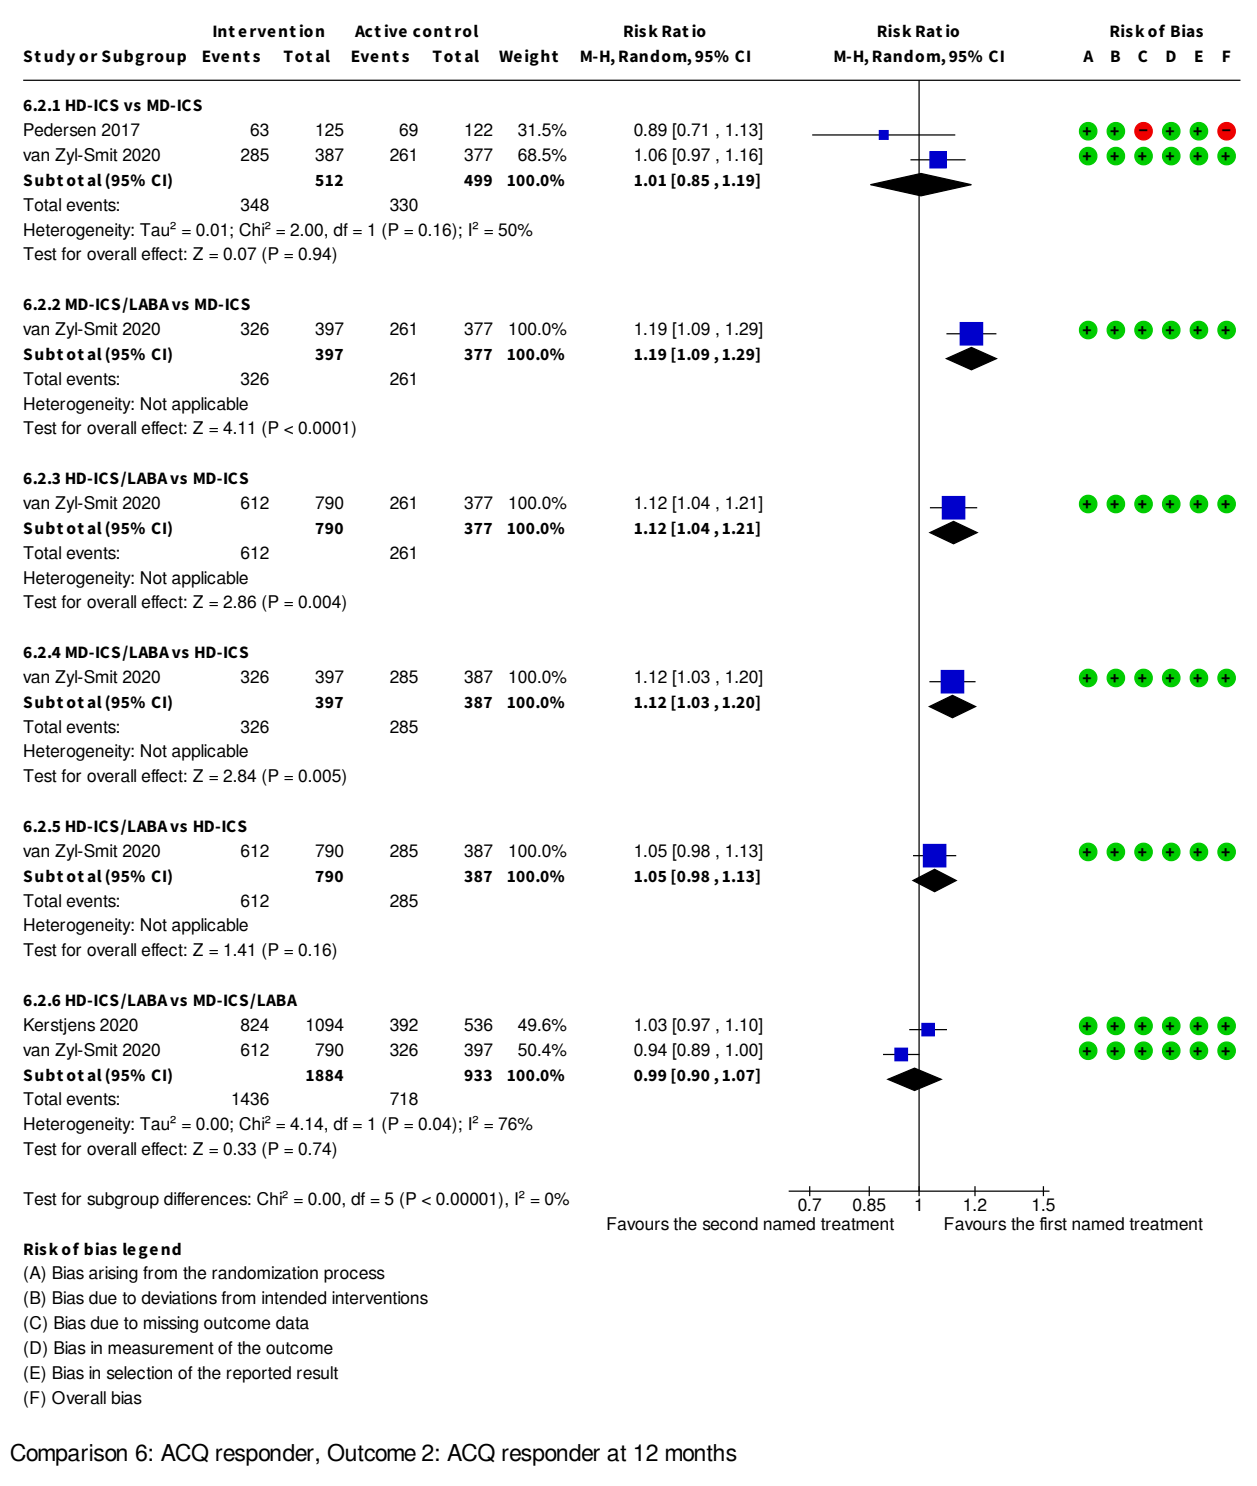 Intervention Active control Risk Ratio Risk Ratio Risk of Bias
Study or Subgroup Events Total Events Total Weight M-H, Random, 95% CI M-H, Random, 95% CI A B C D E F
6.2.1 HD-ICS vs MD-ICS
Pedersen 2017 63 125 69 122 31.5% 0.89 [0.71 , 1.13] + + − + + −
van Zyl-Smit 2020 285 387 261 377 68.5% 1.06 [0.97 , 1.16] + + + + + +
Subtotal (95% CI) 512 499 100.0% 1.01 [0.85 , 1.19]
Total events: 348 330
Heterogeneity: Tau² = 0.01; Chi² = 2.00, df = 1 (P = 0.16); I² = 50%
Test for overall effect: Z = 0.07 (P = 0.94)
6.2.2 MD-ICS/LABA vs MD-ICS
van Zyl-Smit 2020 326 397 261 377 100.0% 1.19 [1.09 , 1.29] + + + + + +
Subtotal (95% CI) 397 377 100.0% 1.19 [1.09 , 1.29]
Total events: 326 261
Heterogeneity: Not applicable
Test for overall effect: Z = 4.11 (P < 0.0001)
6.2.3 HD-ICS/LABA vs MD-ICS
van Zyl-Smit 2020 612 790 261 377 100.0% 1.12 [1.04 , 1.21] + + + + + +
Subtotal (95% CI) 790 377 100.0% 1.12 [1.04 , 1.21]
Total events: 612 261
Heterogeneity: Not applicable
Test for overall effect: Z = 2.86 (P = 0.004)
6.2.4 MD-ICS/LABA vs HD-ICS
van Zyl-Smit 2020 326 397 285 387 100.0% 1.12 [1.03 , 1.20] + + + + + +
Subtotal (95% CI) 397 387 100.0% 1.12 [1.03 , 1.20]
Total events: 326 285
Heterogeneity: Not applicable
Test for overall effect: Z = 2.84 (P = 0.005)
6.2.5 HD-ICS/LABA vs HD-ICS
van Zyl-Smit 2020 612 790 285 387 100.0% 1.05 [0.98 , 1.13] + + + + + +
Subtotal (95% CI) 790 387 100.0% 1.05 [0.98 , 1.13]
Total events: 612 285
Heterogeneity: Not applicable
Test for overall effect: Z = 1.41 (P = 0.16)
6.2.6 HD-ICS/LABA vs MD-ICS/LABA
Kerstjens 2020 824 1094 392 536 49.6% 1.03 [0.97 , 1.10] + + + + + +
van Zyl-Smit 2020 612 790 326 397 50.4% 0.94 [0.89 , 1.00] + + + + + +
Subtotal (95% CI) 1884 933 100.0% 0.99 [0.90 , 1.07]
Total events: 1436 718
Heterogeneity: Tau² = 0.00; Chi² = 4.14, df = 1 (P = 0.04); I² = 76%
Test for overall effect: Z = 0.33 (P = 0.74)
Test for subgroup differences: Chi² = 0.00, df = 5 (P < 0.00001), I² = 0%
0.7 0.85 1 1.2 1.5
Favours the second named treatment Favours the first named treatment
Risk of bias legend
(A) Bias arising from the randomization process
(B) Bias due to deviations from intended interventions
(C) Bias due to missing outcome data
(D) Bias in measurement of the outcome
(E) Bias in selection of the reported result
(F) Overall bias
Comparison 6: ACQ responder, Outcome 2: ACQ responder at 12 months